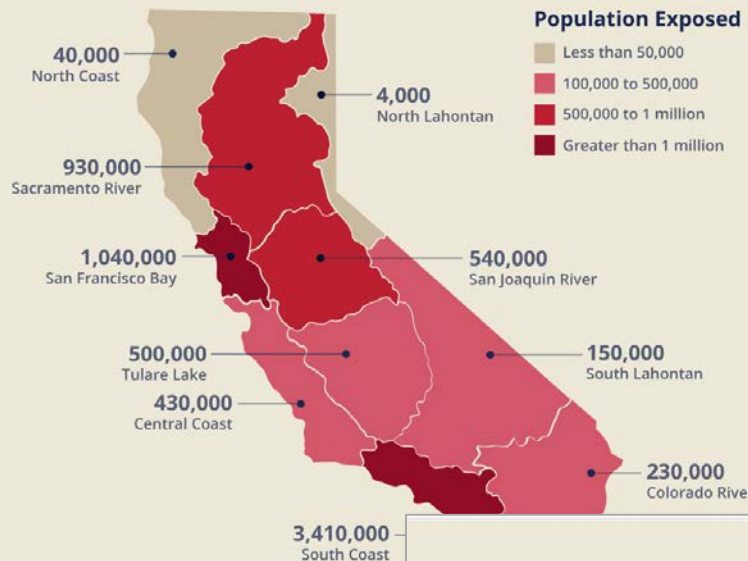 Population Exposed
Less than 50,000
100,000 to 500,000
500,000 to 1 million
Greater than 1 million
40,000
North Coast
4,000
North Lahontan
930,000
Sacramento River
1,040,000
San Francisco Bay
540,000
San Joaquin River
500,000
Tulare Lake
150,000
South Lahontan
430,000
Central Coast
230,000
Colorado Rive
3,410,000
South Coast